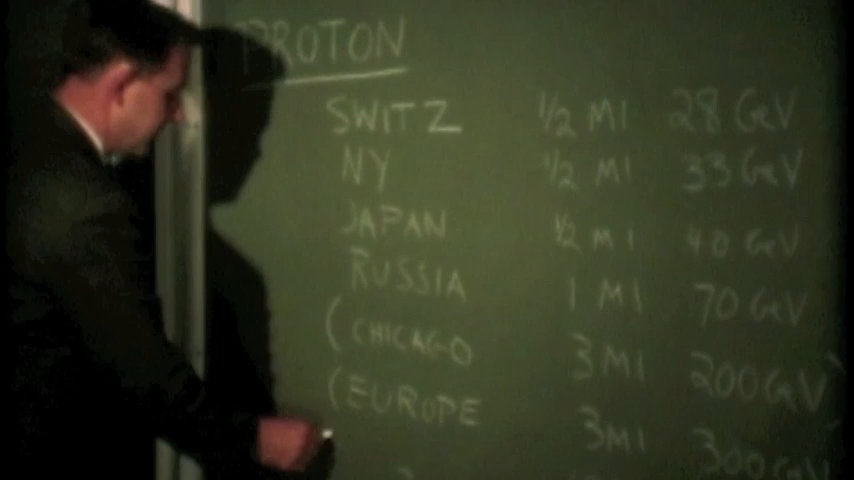 PROTON
SWITZ 1/2 MI 28 GeV
NY 1/2 MI 33 GeV
JAPAN 1/2 MI 40 GeV
RUSSIA 1 MI 70 GeV
(CHICAGO 3 MI 200 GeV)
(EUROPE 3 MI 300 GeV)